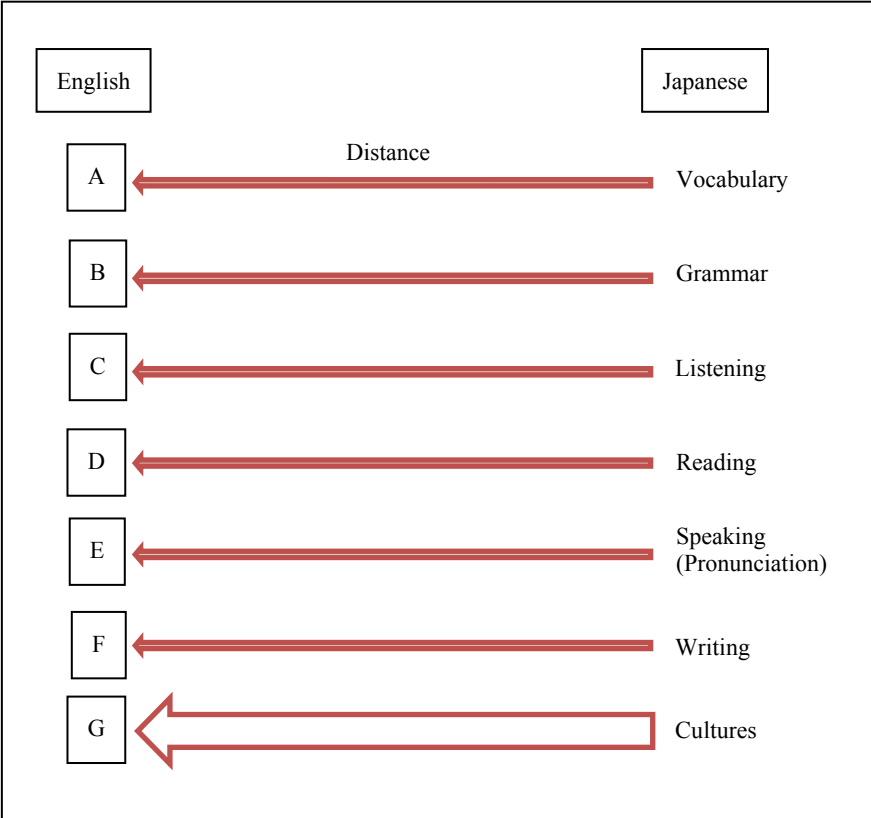 English
Japanese
Distance
A
Vocabulary
B
Grammar
C
Listening
D
Reading
E
Speaking
(Pronunciation)
F
Writing
G
Cultures